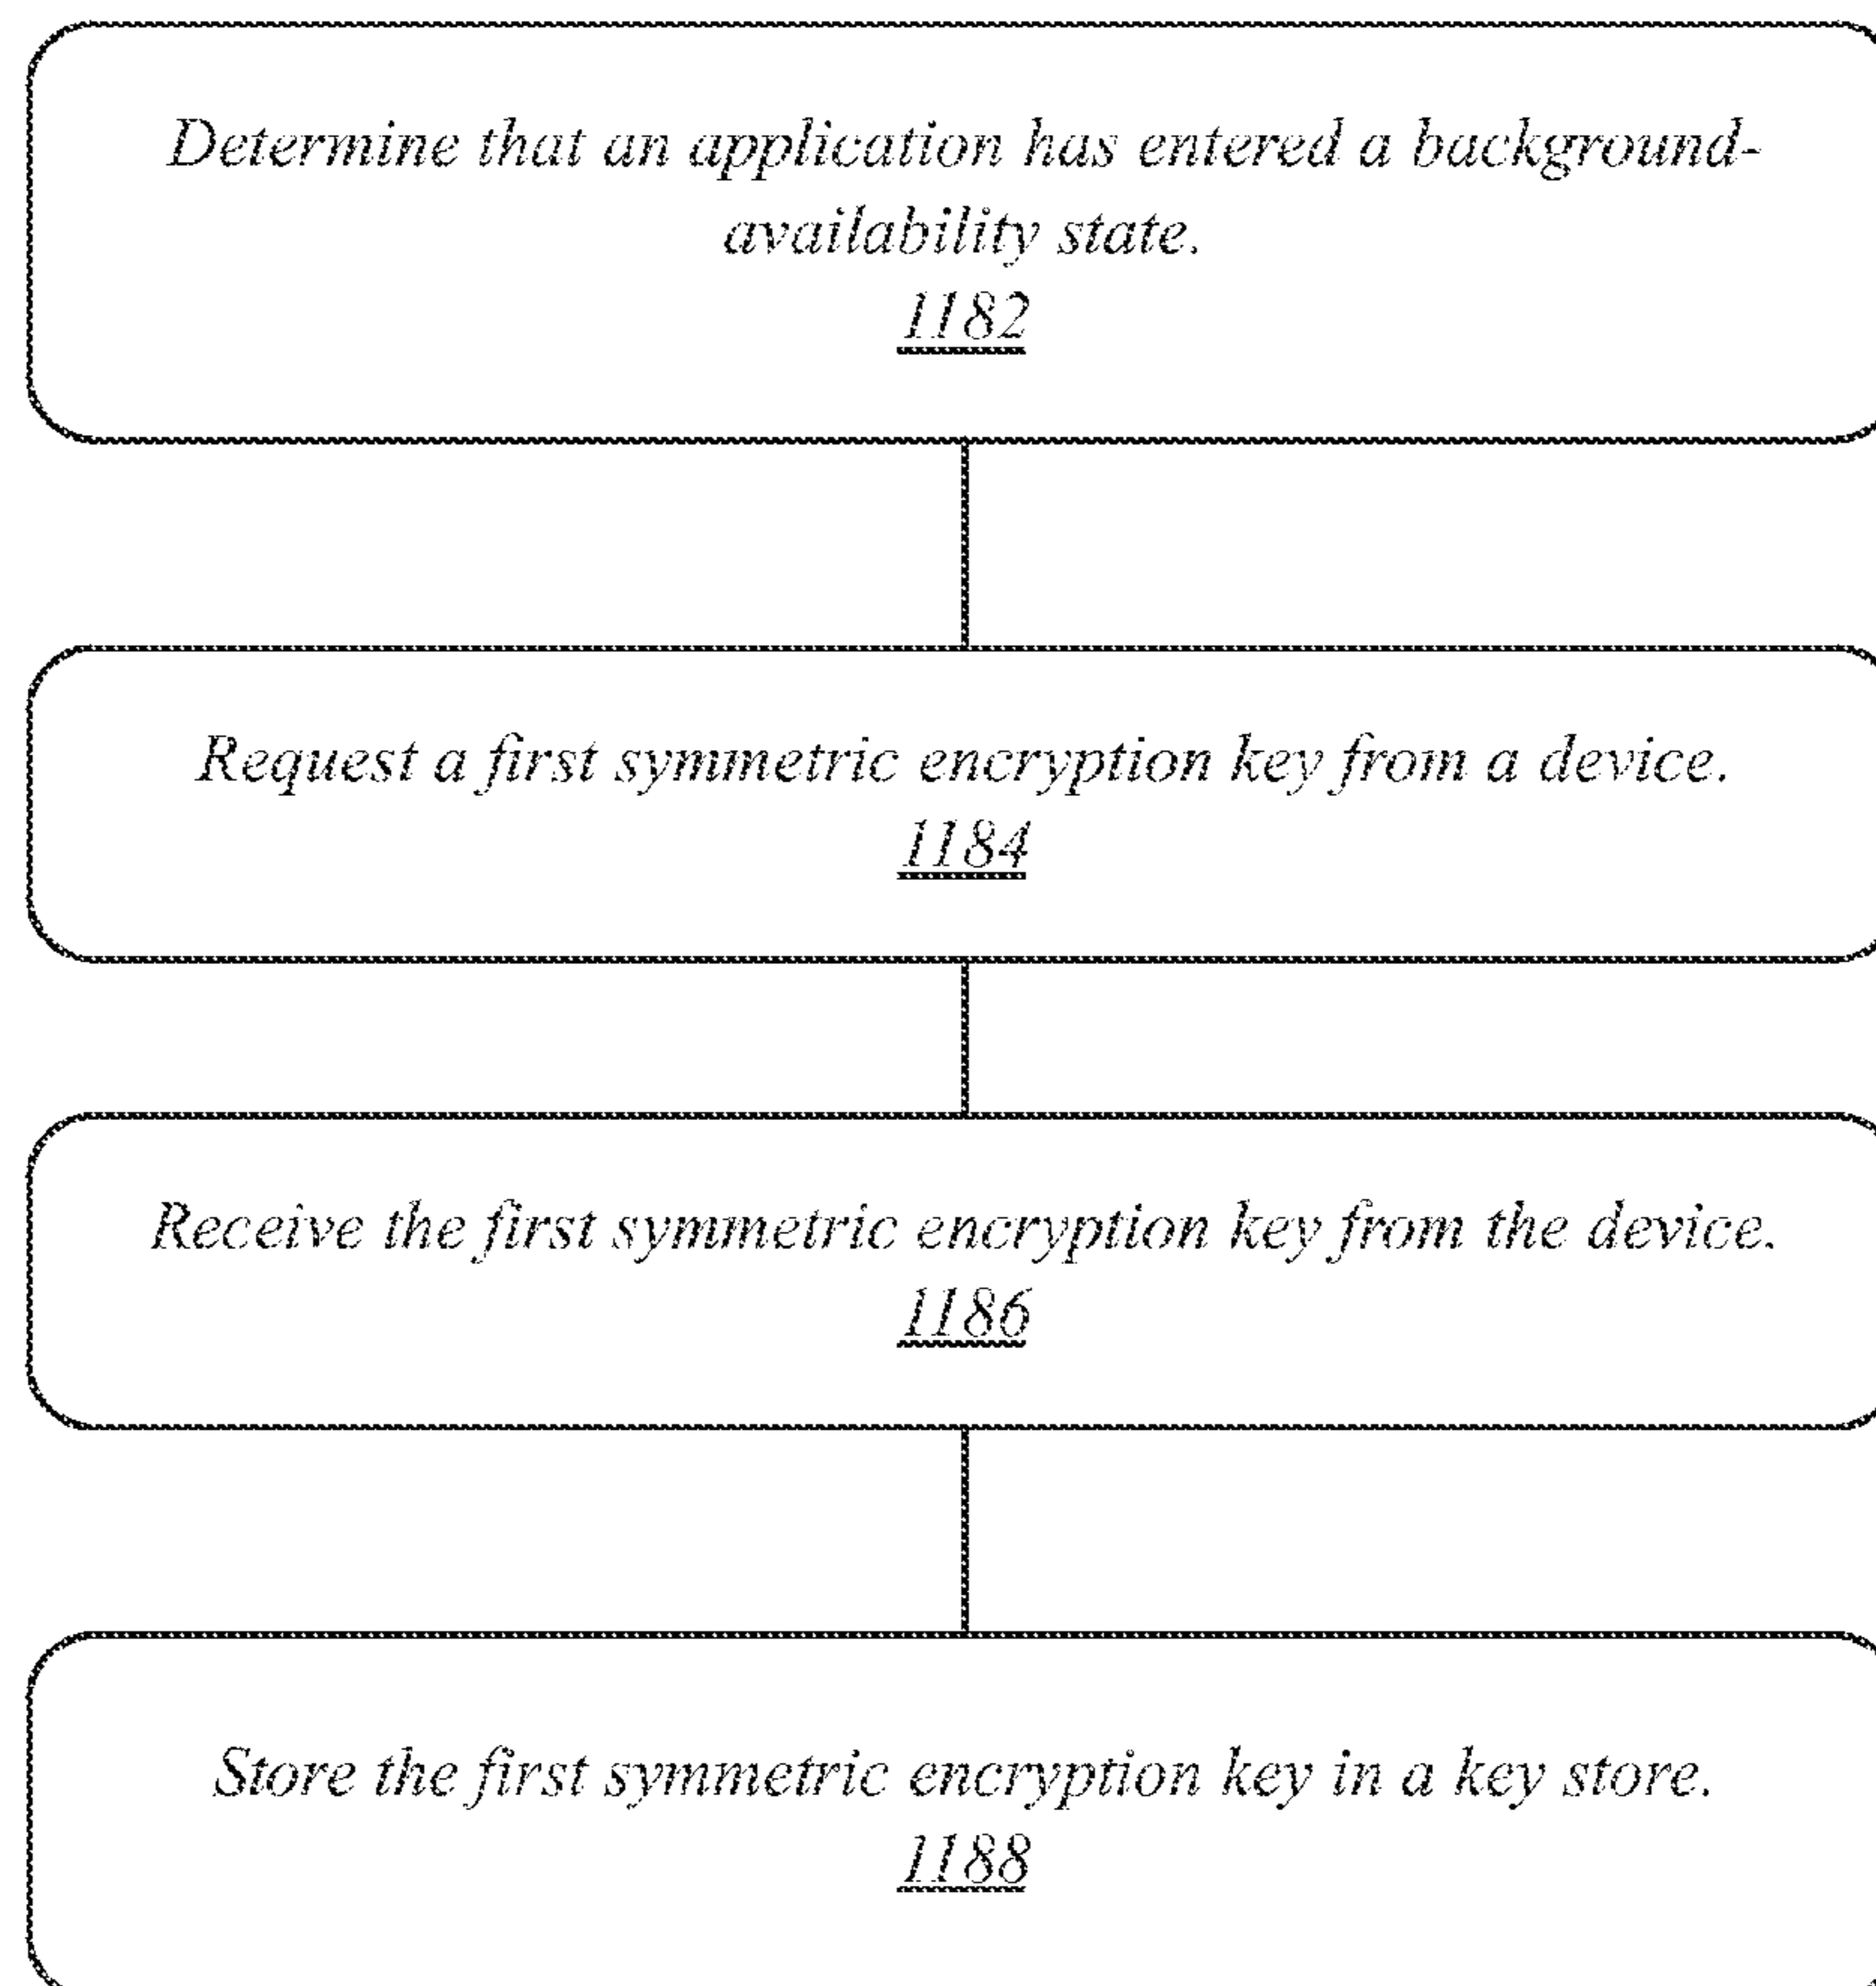 Determine that an application has entered a background-
availability state.
1182
Request a first symmetric encryption key from a device.
1184
Receive the first symmetric encryption key from the device.
1186
Store the first symmetric encryption key in a key store.
1188